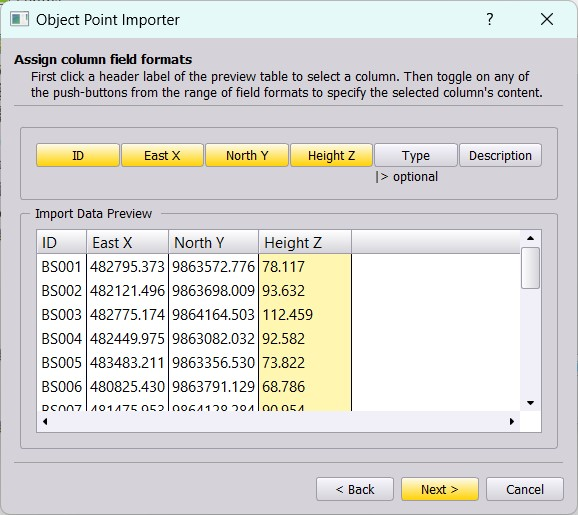 Object Point Importer
?
Assign column field formats
First click a header label of the preview table to select a column. Then toggle on any of
the push-buttons from the range of field formats to specify the selected column's content.
ID East X North Y Height Z Type Description
|> optional
Import Data Preview
ID East X North Y Height Z
BS001 482795.373 9863572.776 78.117
BS002 482121.496 9863698.009 93.632
BS003 482775.174 9864164.503 112.459
BS004 482449.975 9863082.032 92.582
BS005 483483.211 9863356.530 73.822
BS006 480825.430 9863791.129 68.786
BS007 481475.953 9864128.284 90.954
< Back Next > Cancel